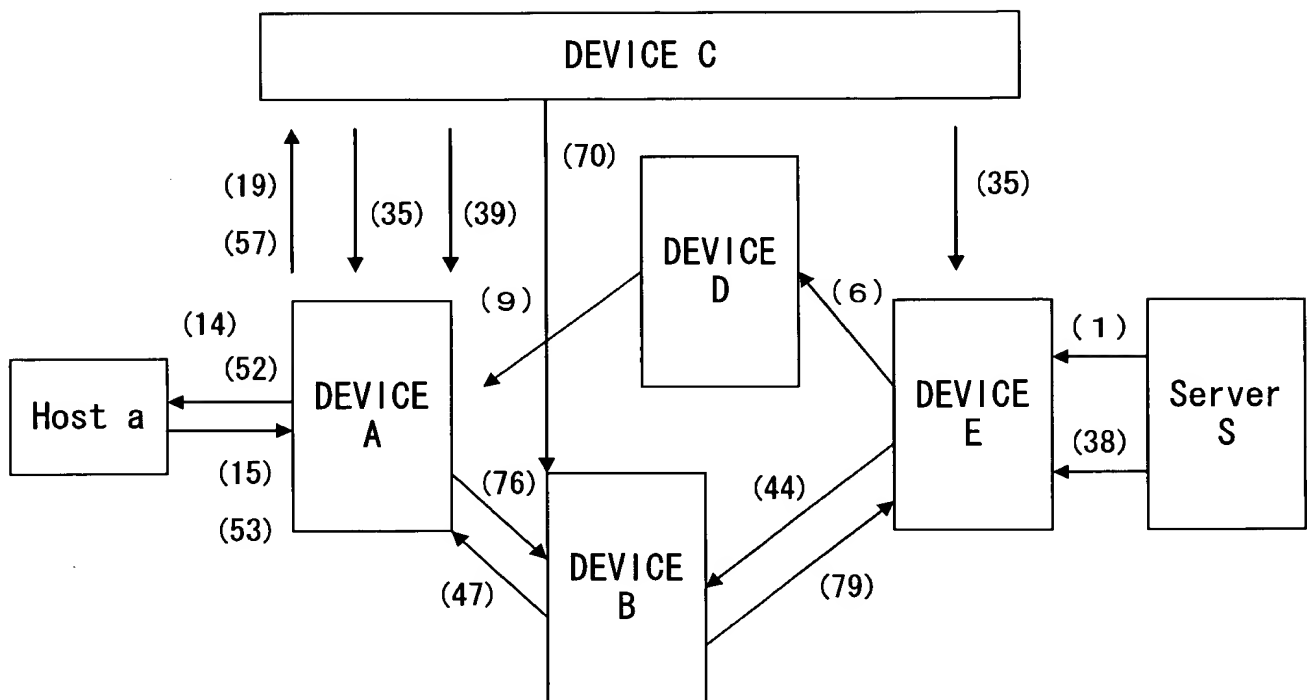 DEVICE C
(70)
(19)
(35)
(39)
(35)
(57)
DEVICE
D
(9)
(6)
(14)
(1)
(52)
Host a
DEVICE
A
DEVICE
E
Server
S
(15)
(76)
(44)
(38)
(53)
(47)
DEVICE
B
(79)